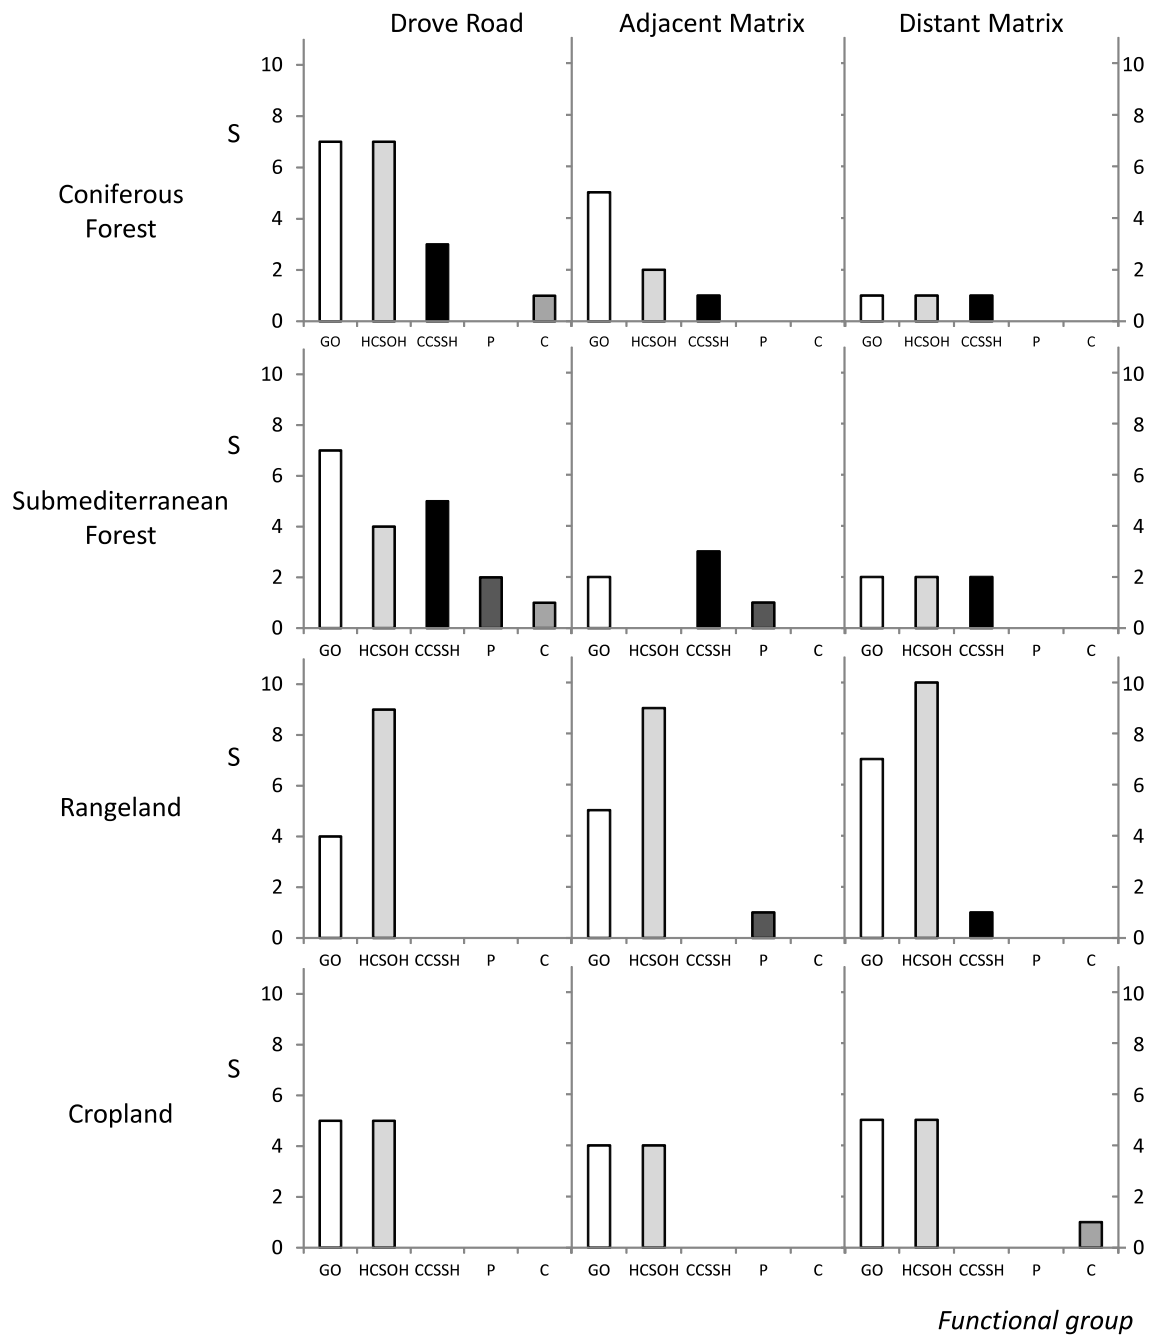 Drove Road Adjacent Matrix Distant Matrix
10 10
8 8
S
6 6
Coniferous
Forest
4 4
2 2
0 0
GO HCSOH CCSSH P C GO HCSOH CCSSH P C GO HCSOH CCSSH P C
10 10
8 8
S
6 6
Submediterranean
Forest
4 4
2 2
0 0
GO HCSOH CCSSH P C GO HCSOH CCSSH P C GO HCSOH CCSSH P C
10 10
8 8
S
6 6
Rangeland
4 4
2 2
0 0
GO HCSOH CCSSH P C GO HCSOH CCSSH P C GO HCSOH CCSSH P C
10 10
8 8
S
6 6
Cropland
4 4
2 2
0 0
GO HCSOH CCSSH P C GO HCSOH CCSSH P C GO HCSOH CCSSH P C
Functional group